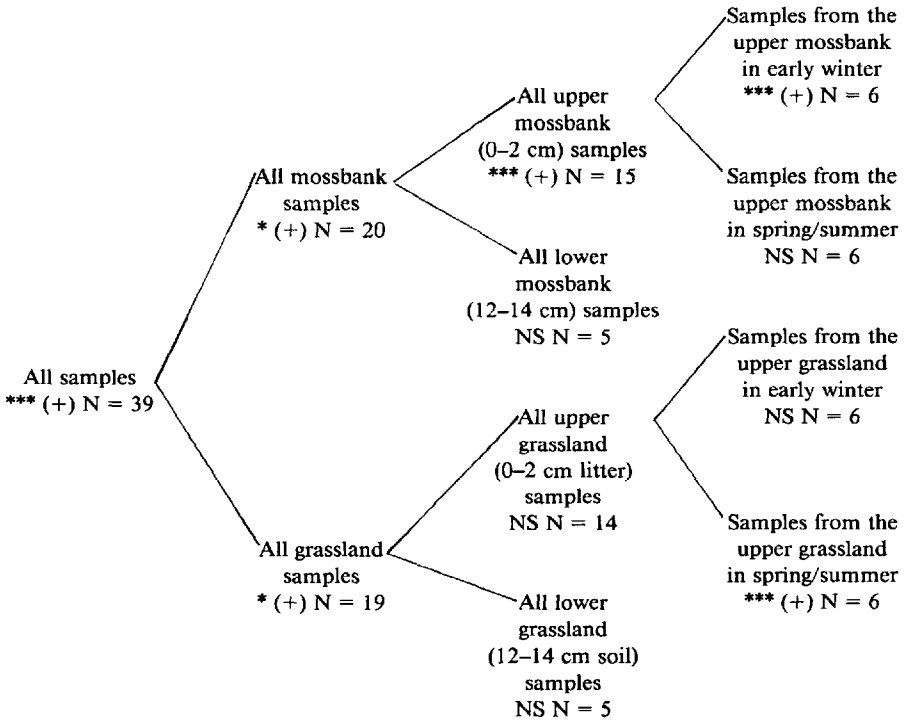 All samples
*** (+) N = 39
All mossbank
samples
* (+) N = 20
All grassland
samples
* (+) N = 19
All upper
mossbank
(0–2 cm) samples
*** (+) N = 15
All lower
mossbank
(12–14 cm) samples
NS N = 5
All upper
grassland
(0–2 cm litter)
samples
NS N = 14
All lower
grassland
(12–14 cm soil)
samples
NS N = 5
Samples from the
upper mossbank
in early winter
*** (+) N = 6
Samples from the
upper mossbank
in spring/summer
NS N = 6
Samples from the
upper grassland
in early winter
NS N = 6
Samples from the
upper grassland
in spring/summer
*** (+) N = 6